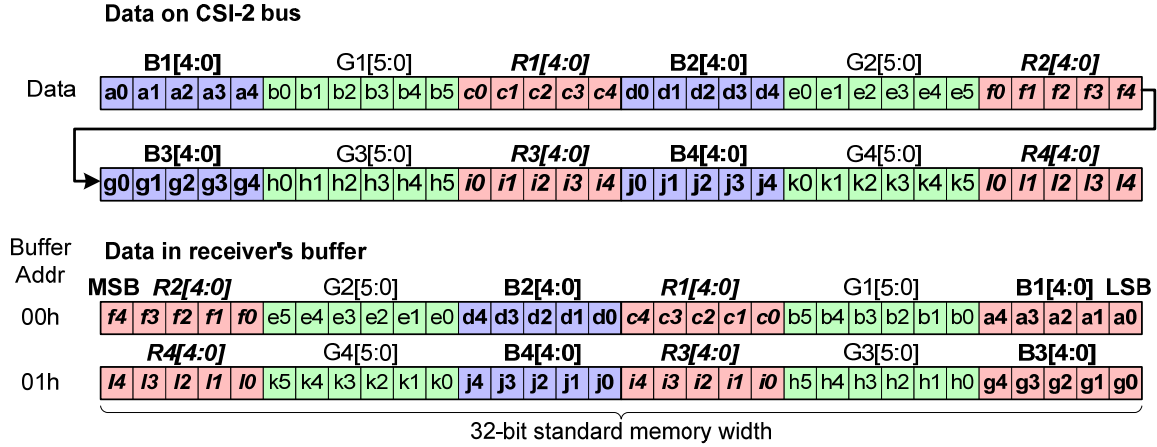 Data on CSI-2 bus
B1[4:0] G1[5:0] R1[4:0] B2[4:0] G2[5:0] R2[4:0]
Data a0 a1 a2 a3 a4 b0 b1 b2 b3 b4 b5 c0 c1 c2 c3 c4 d0 d1 d2 d3 d4 e0 e1 e2 e3 e4 e5 f0 f1 f2 f3 f4
B3[4:0] G3[5:0] R3[4:0] B4[4:0] G4[5:0] R4[4:0]
g0 g1 g2 g3 g4 h0 h1 h2 h3 h4 h5 i0 i1 i2 i3 i4 j0 j1 j2 j3 j4 k0 k1 k2 k3 k4 k5 l0 l1 l2 l3 l4
Buffer Addr
Data in receiver's buffer
MSB R2[4:0] G2[5:0] B2[4:0] R1[4:0] G1[5:0] B1[4:0] LSB
00h f4 f3 f2 f1 f0 e5 e4 e3 e2 e1 e0 d4 d3 d2 d1 d0 c4 c3 c2 c1 c0 b5 b4 b3 b2 b1 b0 a4 a3 a2 a1 a0
R4[4:0] G4[5:0] B4[4:0] R3[4:0] G3[5:0] B3[4:0]
01h l4 l3 l2 l1 l0 k5 k4 k3 k2 k1 k0 j4 j3 j2 j1 j0 i4 i3 i2 i1 i0 h5 h4 h3 h2 h1 h0 g4 g3 g2 g1 g0
32-bit standard memory width